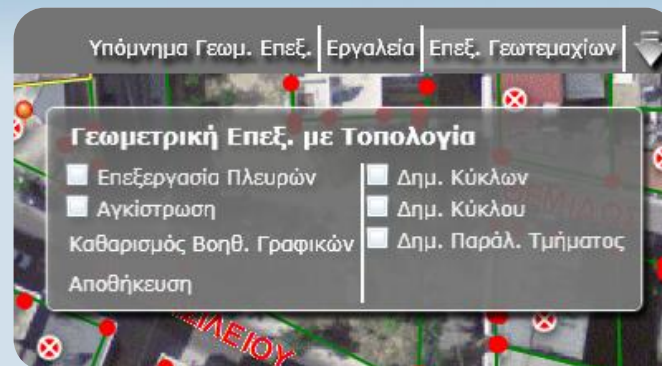 Υπόμνημα Γεωμ. Επεξ. Εργαλεία Επεξ. Γεωτεμαχίων
Γεωμετρική Επεξ. με Τοπολογία
Επεξεργασία Πλευρών
Αγκίστρωση
Καθαρισμός Βοηθ. Γραφικών
Αποθήκευση
Δημ. Κύκλων
Δημ. Κύκλου
Δημ. Παράλ. Τμήματος